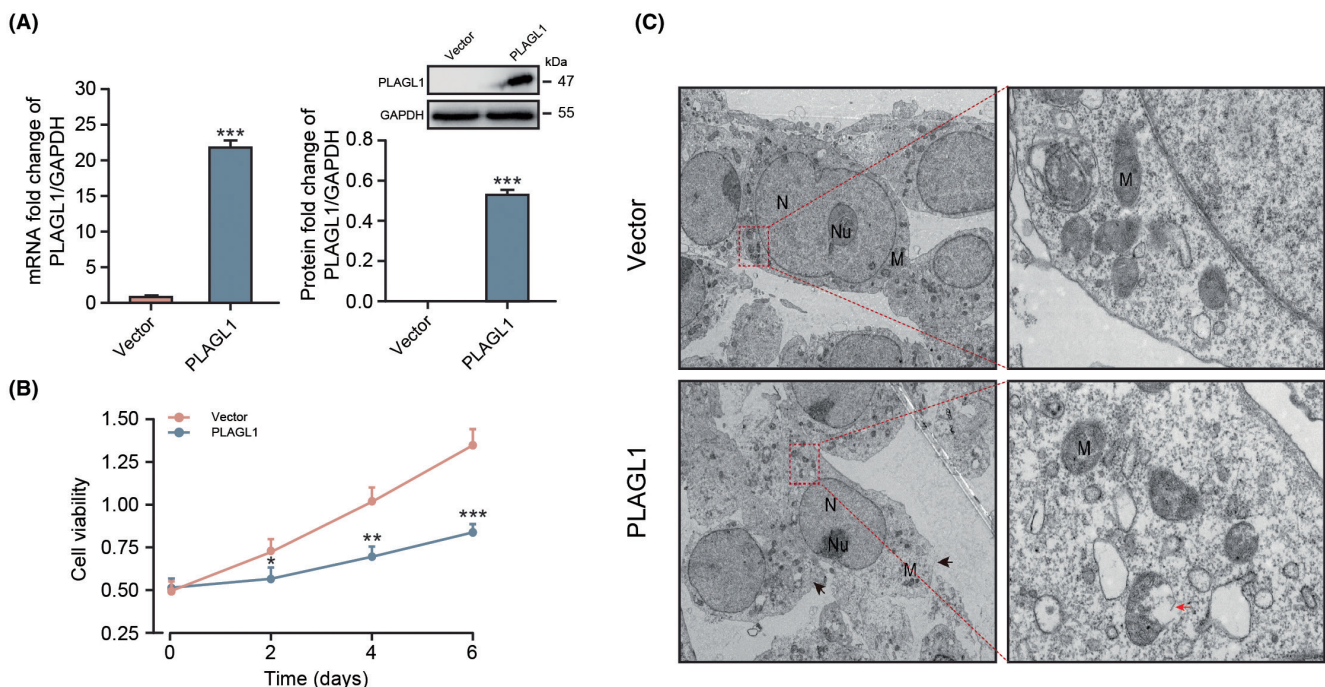 (A)
mRNA fold change of
PLAGL1/GAPDH
30
25
20
15
10
5
0
***
Vector
PLAGL1
Protein fold change of
PLAGL1/GAPDH
0.8
0.6
0.4
0.2
0.0
***
Vector
PLAGL1
Vector
PLAGL1
kDa
PLAGL1
47
GAPDH
55
(B)
Vector
PLAGL1
Cell viability
1.50
1.25
1.00
0.75
0.50
0.25
*
**
***
0
2
4
6
Time (days)
(C)
Vector
N
Nu
M
M
PLAGL1
N
Nu
M
M